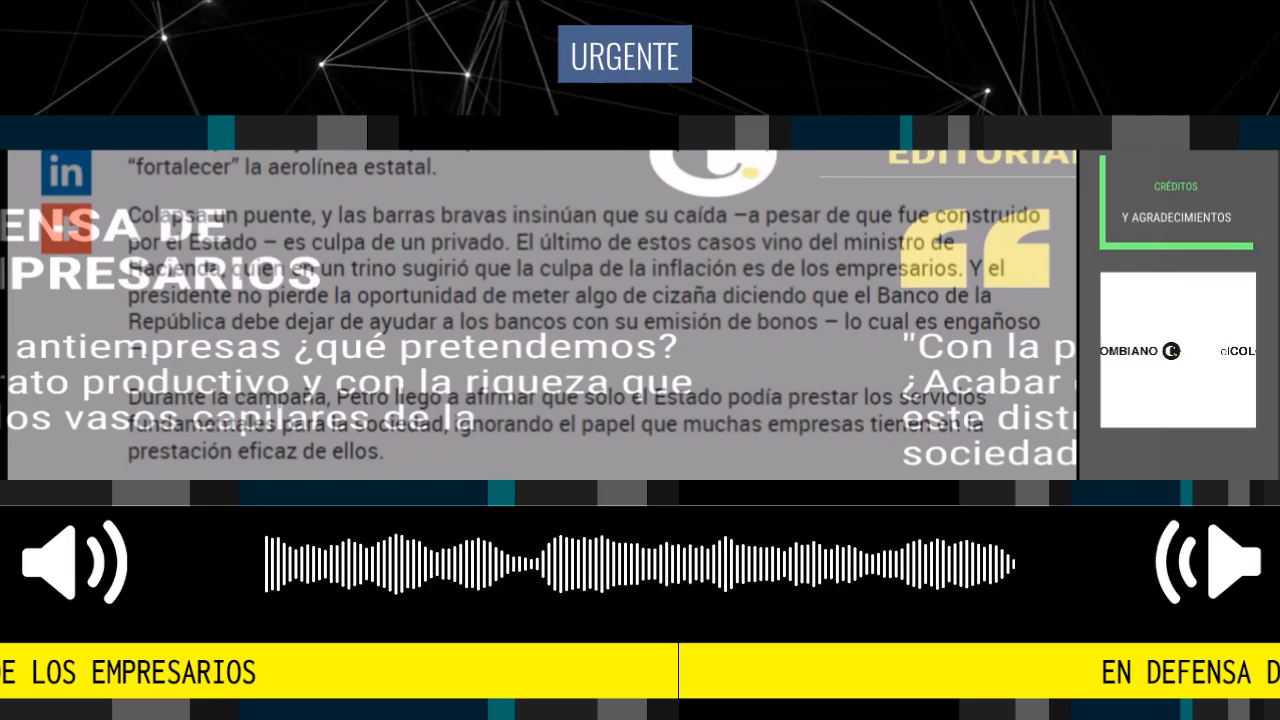 URGENTE
“fortalecer” la aerolínea estatal.
EDITORIAL
in
Colapsa un puente, y las barras bravas insinúan que su caída –a pesar de que fue construido
por el Estado – es culpa de un privado. El último de estos casos vino del ministro de
Hacienda, quien en un trino sugirió que la culpa de la inflación es de los empresarios. Y el
presidente no pierde la oportunidad de meter algo de cizaña diciendo que el Banco de la
República debe dejar de ayudar a los bancos con su emisión de bonos – lo cual es engañoso
–.
Durante la campaña, Petro llegó a afirmar que solo el Estado podía prestar los servicios
fundamentales para la sociedad, ignorando el papel que muchas empresas tienen en la
prestación eficaz de ellos.
ENSA DE
MPRESARIOS
antiempresas ¿qué pretendemos?
rato productivo y con la riqueza que
los vasos capilares de la
"Con la p
¿Acabar
este dist
sociedad
CRÉDITOS
Y AGRADECIMIENTOS
OMBIANO
elCOL
E LOS EMPRESARIOS
EN DEFENSA D